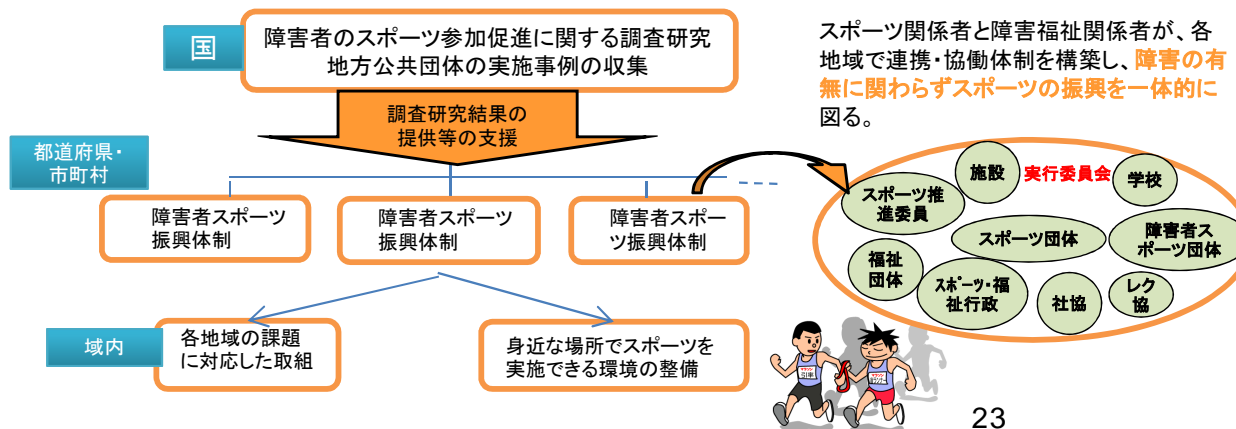 国
障害者のスポーツ参加促進に関する調査研究
地方公共団体の実施事例の収集
調査研究結果の
提供等の支援
都道府県・
市町村
障害者スポーツ
振興体制
障害者スポーツ
振興体制
障害者スポー
ツ振興体制
域内
各地域の課題
に対応した取組
身近な場所でスポーツを
実施できる環境の整備
スポーツ関係者と障害福祉関係者が、各
地域で連携・協働体制を構築し、障害の有
無に関わらずスポーツの振興を一体的に
図る。
施設
実行委員会
学校
スポーツ推
進委員
スポーツ団体
障害者ス
ポーツ団体
福祉
団体
スポーツ・福
祉行政
社協
レク
協
マラソン
引率
マラソン
23